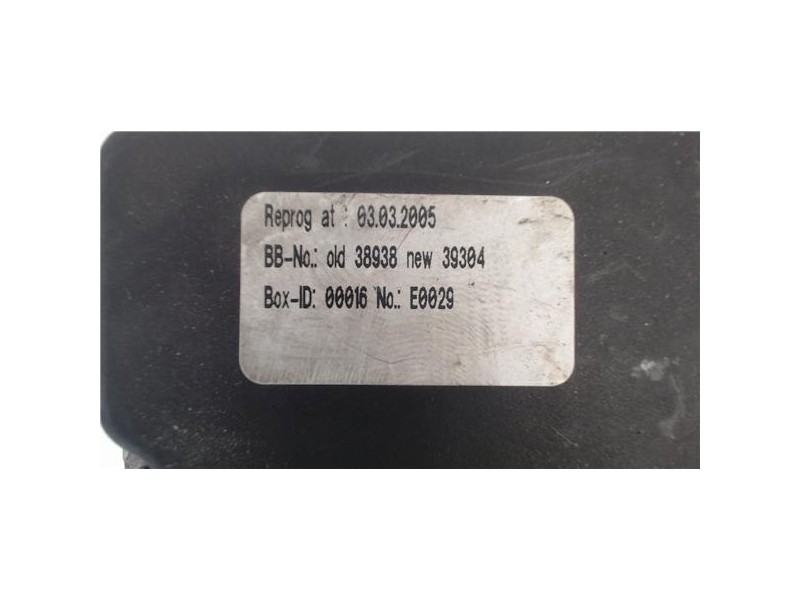 Reprog at : 03.03.2005
BB-No.: old 38938 new 39304
Box-ID: 00016 No.: E0029